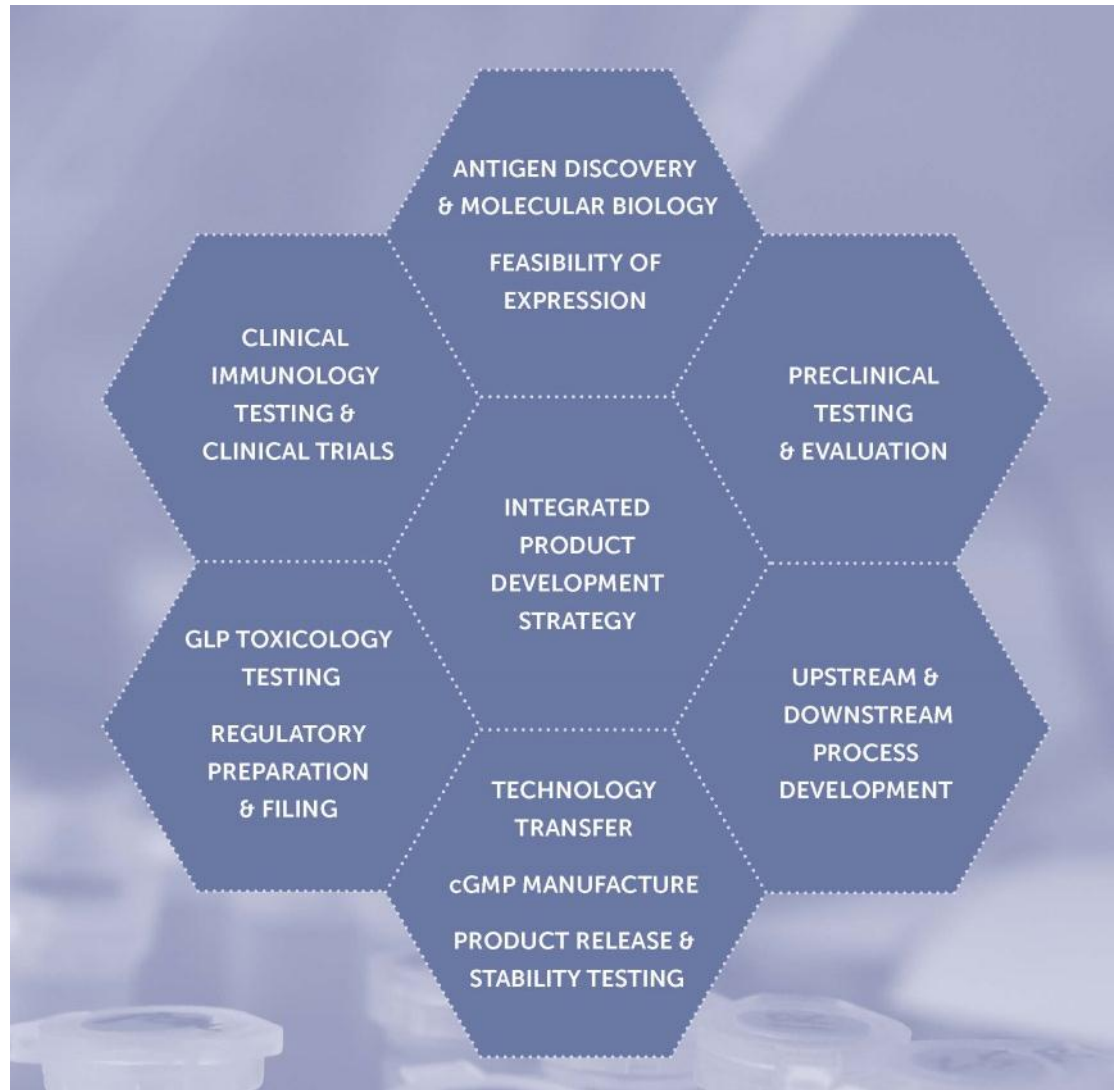 ANTIGEN DISCOVERY
& MOLECULAR BIOLOGY
FEASIBILITY OF
EXPRESSION
PRECLINICAL
TESTING
& EVALUATION
UPSTREAM &
DOWNSTREAM
PROCESS
DEVELOPMENT
TECHNOLOGY
TRANSFER
cGMP MANUFACTURE
PRODUCT RELEASE &
STABILITY TESTING
GLP TOXICOLOGY
TESTING
REGULATORY
PREPARATION
& FILING
CLINICAL
IMMUNOLOGY
TESTING &
CLINICAL TRIALS
INTEGRATED
PRODUCT
DEVELOPMENT
STRATEGY